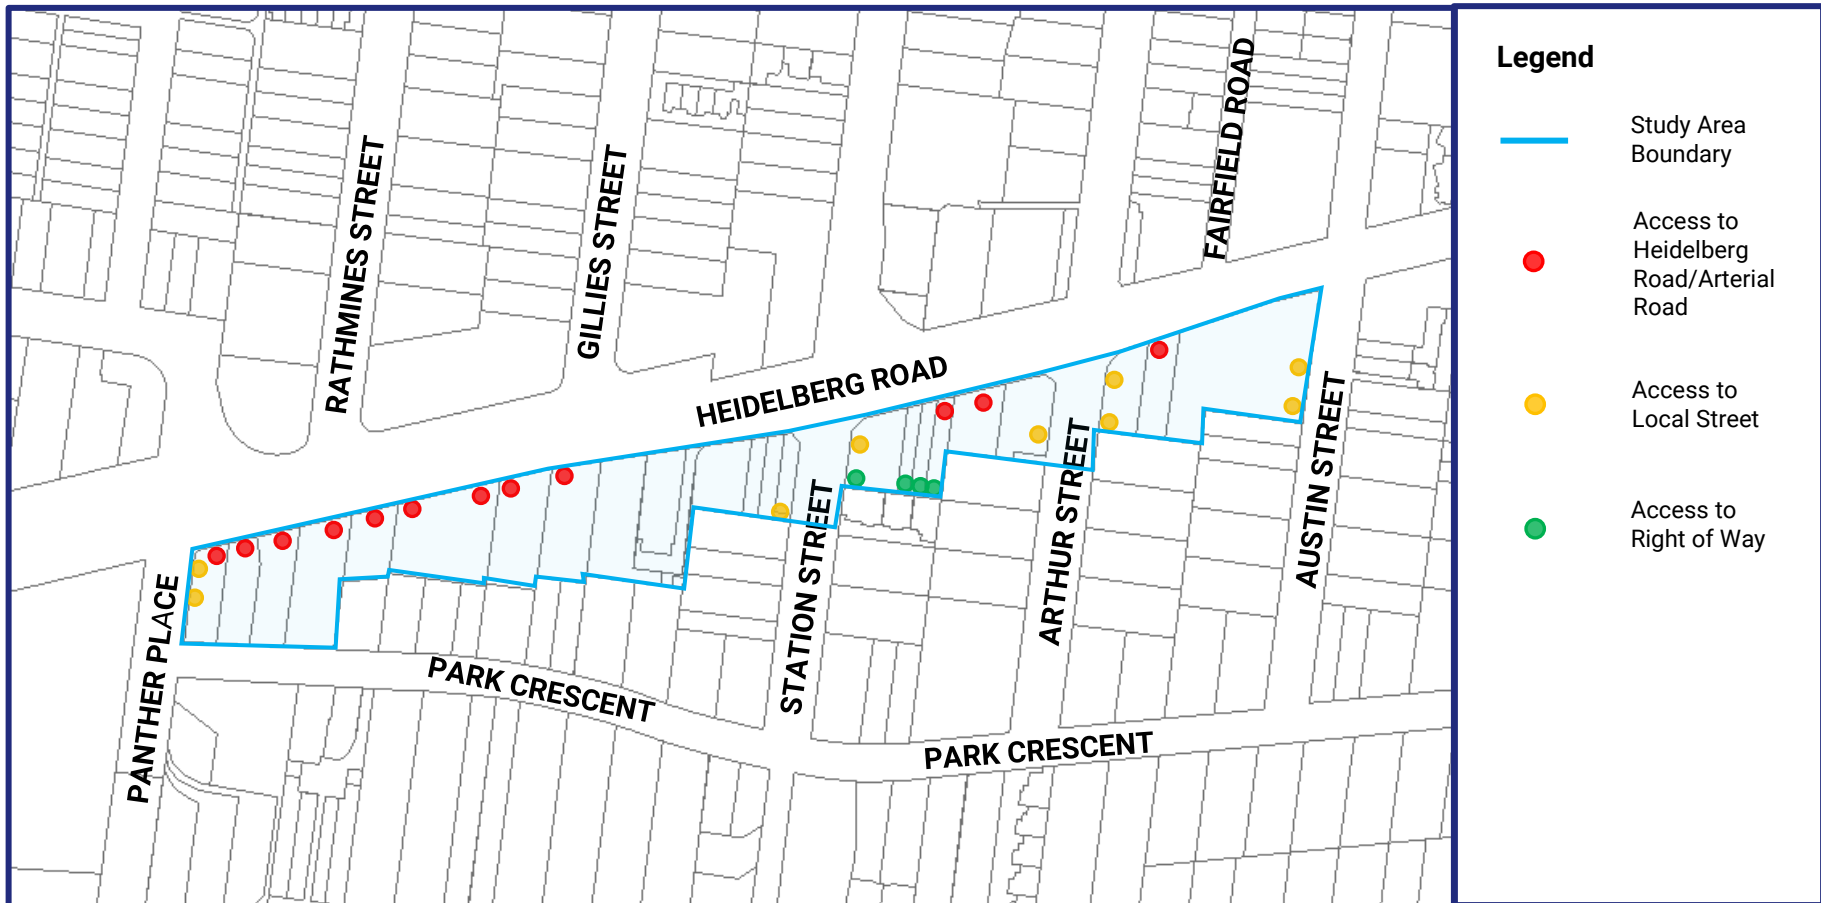 FAIRFIELD ROAD
RATHMINES STREET
GILLIES STREET
HEIDELBERG ROAD
ARTHUR STREET
AUSTIN STREET
STATION STREET
PANTHER PLACE
PARK CRESCENT
PARK CRESCENT
Legend
Study Area
Boundary
Access to
Heidelberg
Road/Arterial
Road
Access to
Local Street
Access to
Right of Way